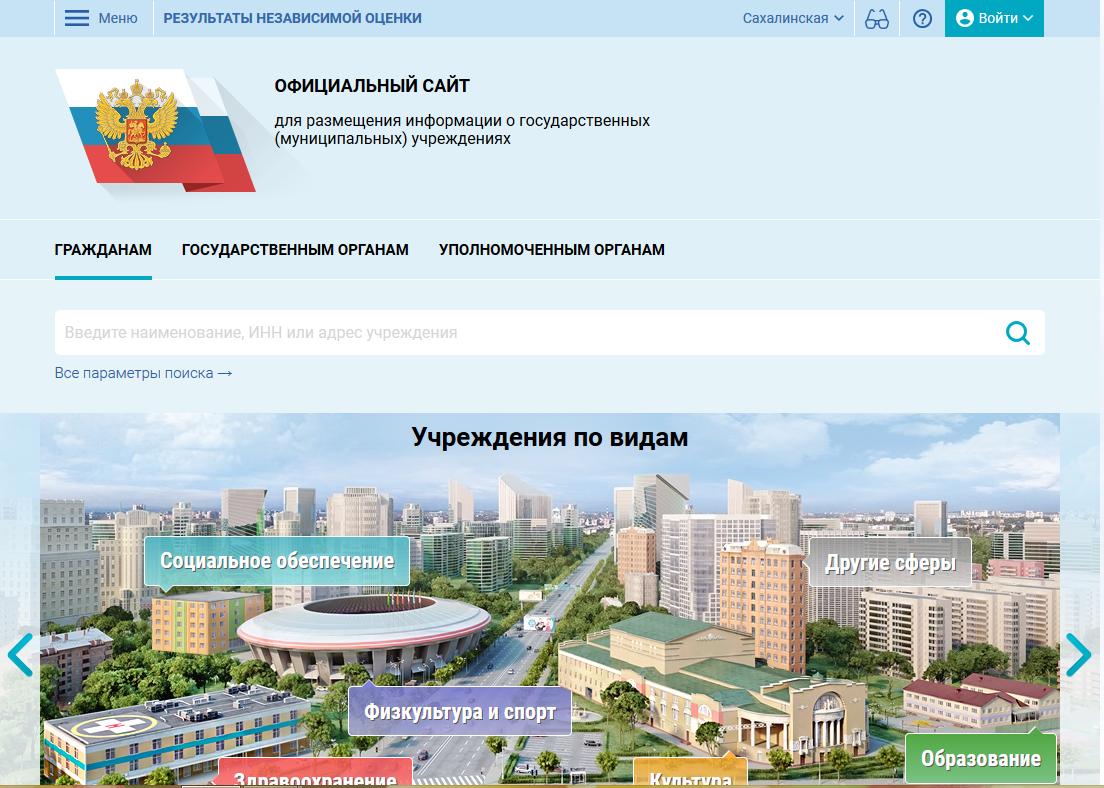 Меню
РЕЗУЛЬТАТЫ НЕЗАВИСИМОЙ ОЦЕНКИ
Сахалинская
Войти
ОФИЦИАЛЬНЫЙ САЙТ
для размещения информации о государственных
(муниципальных) учреждениях
ГРАЖДАНАМ
ГОСУДАРСТВЕННЫМ ОРГАНАМ
УПОЛНОМОЧЕННЫМ ОРГАНАМ
Введите наименование, ИНН или адрес учреждения
Все параметры поиска →
Учреждения по видам
Социальное обеспечение
Другие сферы
Физкультура и спорт
Образование
Здравоохранение
Культура